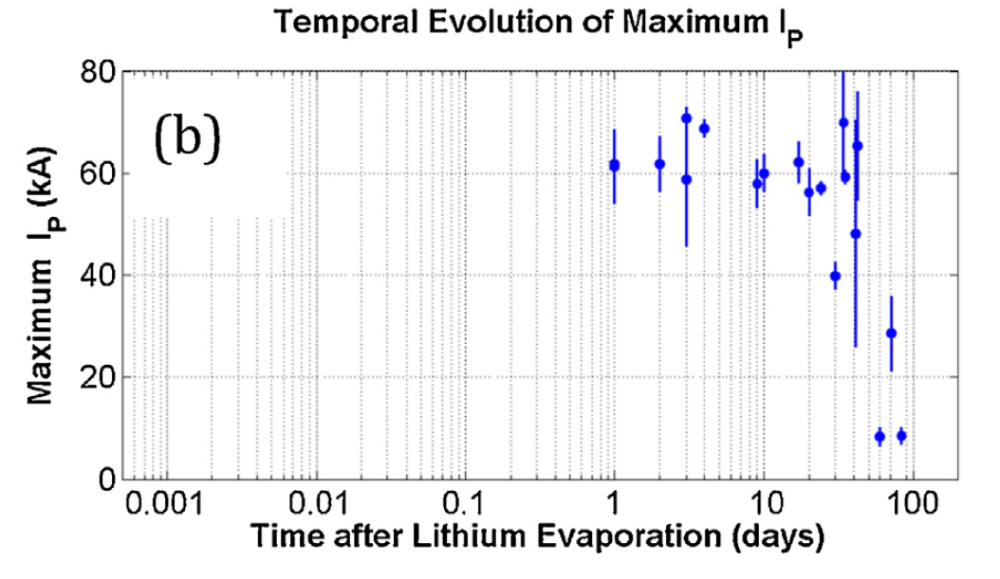 Temporal Evolution of Maximum I_P
(b)
Maximum I_P (kA)
80
60
40
20
0
0.001 0.01 0.1 1 10 100
Time after Lithium Evaporation (days)